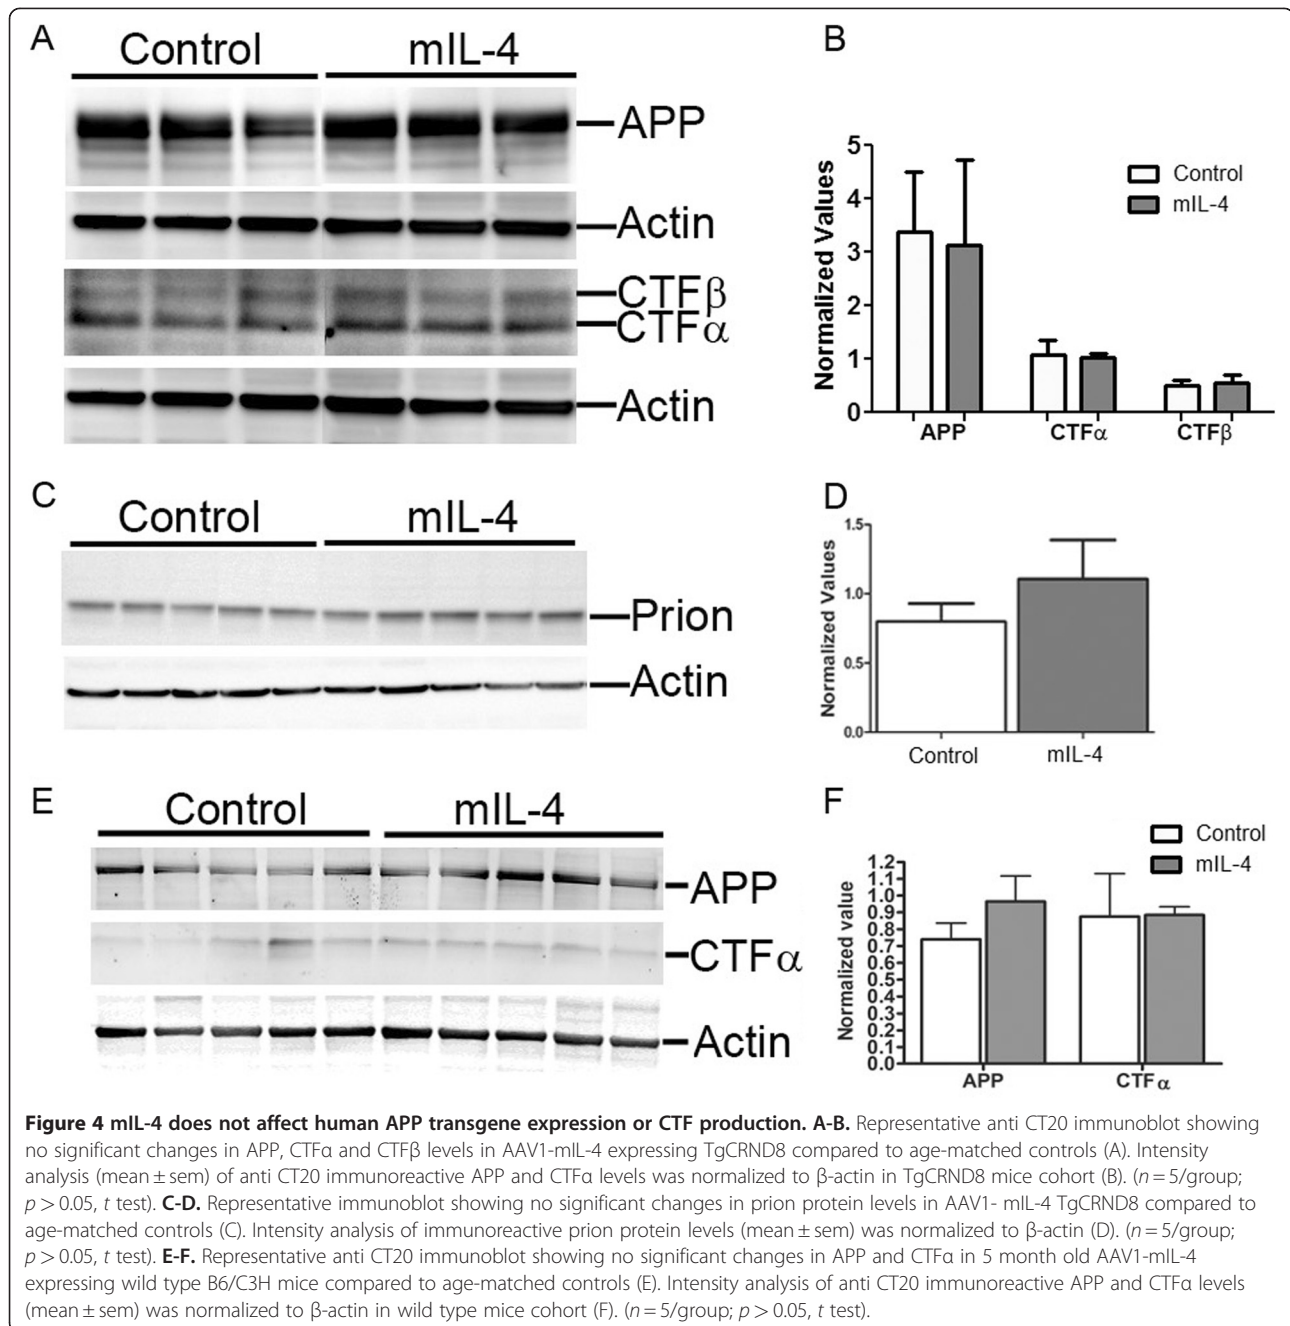 A
Control mIL-4
APP
Actin
CTFβ
CTFα
Actin
B
5
4
3
2
1
0
Normalized Values
Control
mIL-4
APP CTFα CTFβ
C
Control mIL-4
Prion
Actin
D
1.5
1.0
0.5
0.0
Normalized Values
Control mIL-4
E
Control mIL-4
APP
CTFα
Actin
F
Control
mIL-4
1.2
1.0
1.0
0.9
0.8
0.7
0.6
0.5
0.4
0.3
0.2
0.1
0.0
Normalized value
APP CTFα
Figure 4 mIL-4 does not affect human APP transgene expression or CTF production. A-B. Representative anti CT20 immunoblot showing
no significant changes in APP, CTFα and CTFβ levels in AAV1-mIL-4 expressing TgCRND8 compared to age-matched controls (A). Intensity
analysis (mean ± sem) of anti CT20 immunoreactive APP and CTFα levels was normalized to β-actin in TgCRND8 mice cohort (B). (n = 5/group;
p > 0.05, t test). C-D. Representative immunoblot showing no significant changes in prion protein levels in AAV1- mIL-4 TgCRND8 compared to
age-matched controls (C). Intensity analysis of immunoreactive prion protein levels (mean ± sem) was normalized to β-actin (D). (n = 5/group;
p > 0.05, t test). E-F. Representative anti CT20 immunoblot showing no significant changes in APP and CTFα in 5 month old AAV1-mIL-4
expressing wild type B6/C3H mice compared to age-matched controls (E). Intensity analysis of anti CT20 immunoreactive APP and CTFα levels
(mean ± sem) was normalized to β-actin in wild type mice cohort (F). (n = 5/group; p > 0.05, t test).